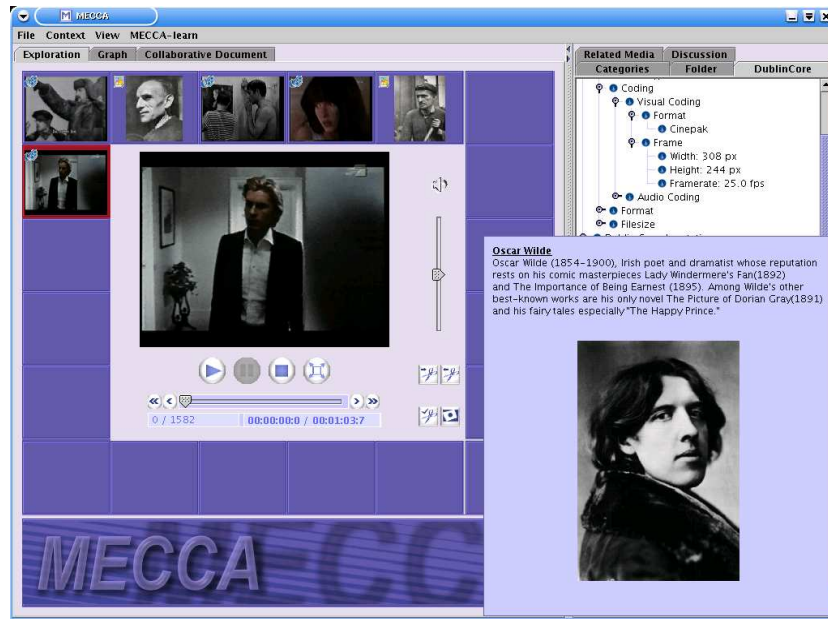 MECCA
File Context View MECCA-learn
Exploration Graph Collaborative Document
Related Media Discussion
Categories Folder DublinCore
Coding
Visual Coding
Format
Cinepak
Frame
Width: 308 px
Height: 244 px
Framerate: 25.0 fps
Audio Coding
Format
Filesize
Oscar Wilde
Oscar Wilde (1854-1900), Irish poet and dramatist whose reputation
rests on his comic masterpieces Lady Windermere's Fan(1892)
and The Importance of Being Earnest (1895). Among Wilde's other
best-known works are his only novel The Picture of Dorian Gray(1891)
and his fairy tales especially "The Happy Prince."
0 / 1582 00:00:00:0 / 00:01:03:7
MECCA